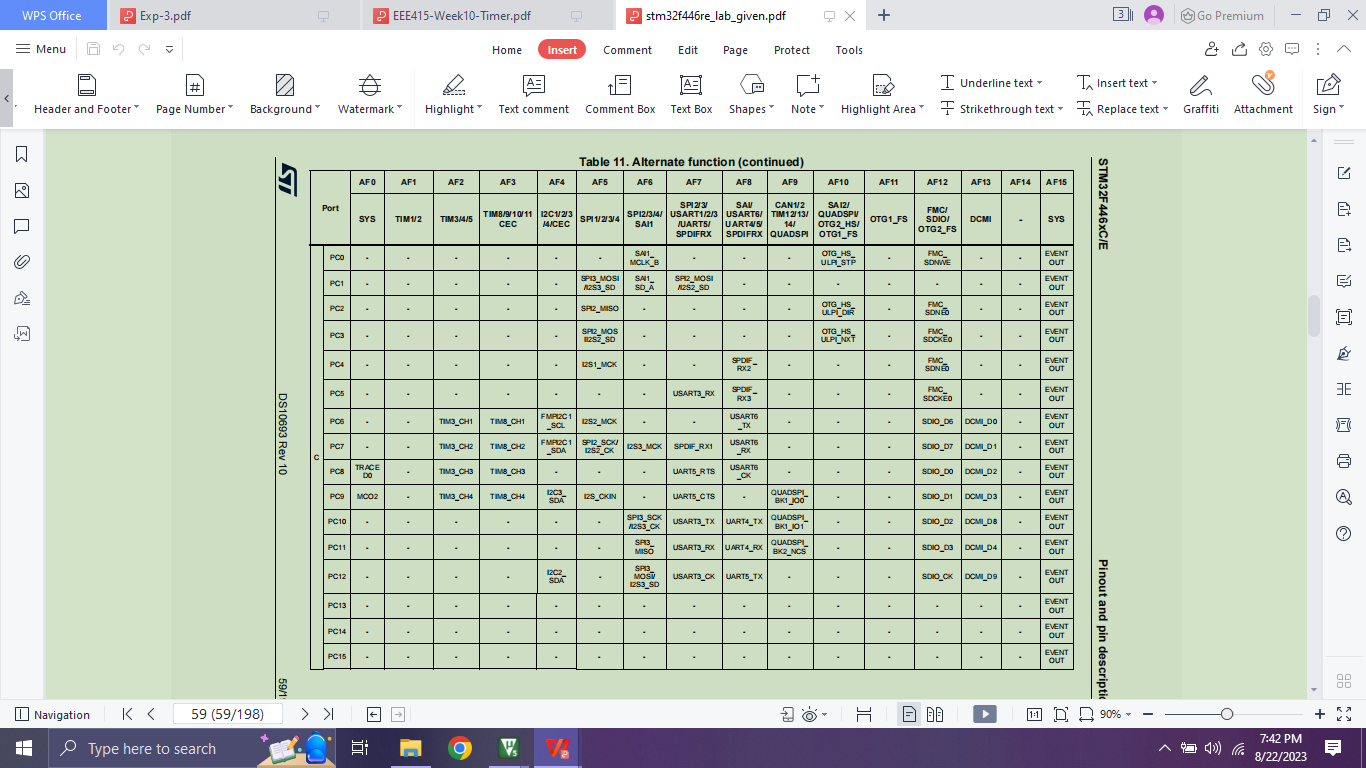 WPS Office
Exp-3.pdf
EEE415-Week10-Timer.pdf
stm32f446re_lab_given.pdf
+
3
Go Premium
Menu
Home
Insert
Comment
Edit
Page
Protect
Tools
Header and Footer
Page Number
Background
Watermark
Highlight
Text comment
Comment Box
Text Box
Shapes
Note
Highlight Area
Underline text
Strikethrough text
Insert text
Replace text
Graffiti
Attachment
Sign
Table 11. Alternate function (continued)
Port AF0 AF1 AF2 AF3 AF4 AF5 AF6 AF7 AF8 AF9 AF10 AF11 AF12 AF13 AF14 AF15
SYS TIM1/2 TIM3/4/5 TIM8/9/10/11 CEC I2C1/2/3 /4/CEC SPI1/2/3/4 SPI2/3/4/ SAI1 SPI2/3/ USART1/2/3 /UART5/ SPDIFRX SAI/ USART6/ UART4/5/ SPDIFRX CAN1/2 TIM12/13/ 14/ QUADSPI SAI2/ QUADSPI/ OTG2_HS/ OTG1_FS OTG1_FS FMC/ SDIO/ OTG2_FS DCMI - SYS
C
PC0 - - - - - - SAI1_ MCLK_B - - - OTG_HS_ ULPI_STP - FMC_ SDNWE - - EVENT OUT
PC1 - - - - - SPI3_MOSI /I2S3_SD SAI1_ SD_A SPI2_MOSI /I2S2_SD - - - - - - - EVENT OUT
PC2 - - - - - SPI2_MISO - - - - OTG_HS_ ULPI_DIR - FMC_ SDNE0 - - EVENT OUT
PC3 - - - - - SPI2_MOS I/I2S2_SD - - - - OTG_HS_ ULPI_NXT - FMC_ SDCKE0 - - EVENT OUT
PC4 - - - - - I2S1_MCK - - SPDIF_ RX2 - - - FMC_ SDNE0 - - EVENT OUT
PC5 - - - - - - - USART3_RX SPDIF_ RX3 - - - FMC_ SDCKE0 - - EVENT OUT
PC6 - - TIM3_CH1 TIM8_CH1 FMPI2C1 _SCL I2S2_MCK - - USART6 _TX - - - SDIO_D6 DCMI_D0 - EVENT OUT
PC7 - - TIM3_CH2 TIM8_CH2 FMPI2C1 _SDA SPI2_SCK/ I2S2_CK I2S3_MCK SPDIF_RX1 USART6 _RX - - - SDIO_D7 DCMI_D1 - EVENT OUT
PC8 TRACE D0 - TIM3_CH3 TIM8_CH3 - - - UART5_RTS USART6 _CK - - - SDIO_D0 DCMI_D2 - EVENT OUT
PC9 MCO2 - TIM3_CH4 TIM8_CH4 I2C3_ SDA I2S_CKIN - UART5_CTS - QUADSPI_ BK1_IO0 - - SDIO_D1 DCMI_D3 - EVENT OUT
PC10 - - - - - - SPI3_SCK /I2S3_CK USART3_TX UART4_TX QUADSPI_ BK1_IO1 - - SDIO_D2 DCMI_D8 - EVENT OUT
PC11 - - - - - - SPI3_ MISO USART3_RX UART4_RX QUADSPI_ BK2_NCS - - SDIO_D3 DCMI_D4 - EVENT OUT
PC12 - - - - I2C2_ SDA - SPI3_ MOSI/ I2S3_SD USART3_CK UART5_TX - - - SDIO_CK DCMI_D9 - EVENT OUT
PC13 - - - - - - - - - - - - - - - EVENT OUT
PC14 - - - - - - - - - - - - - - - EVENT OUT
PC15 - - - - - - - - - - - - - - - EVENT OUT
DS10693 Rev 10
59/1
STM32F446xC/E
Pinout and pin descriptio
Navigation
59 (59/198)
1:1
90%
Type here to search
7:42 PM
8/22/2023